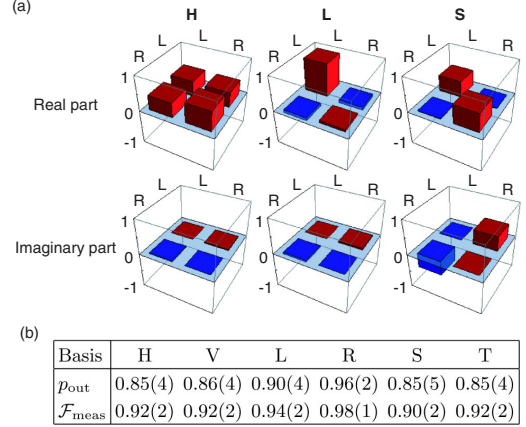 (a)
H L S
R L L R R L L R R L L R
Real part
1 0 -1
1 0 -1
1 0 -1
R L L R R L L R R L L R
Imaginary part
1 0 -1
1 0 -1
1 0 -1
(b)
Basis H V L R S T
p_out 0.85(4) 0.86(4) 0.90(4) 0.96(2) 0.85(5) 0.85(4)
F_meas 0.92(2) 0.92(2) 0.94(2) 0.98(1) 0.90(2) 0.92(2)